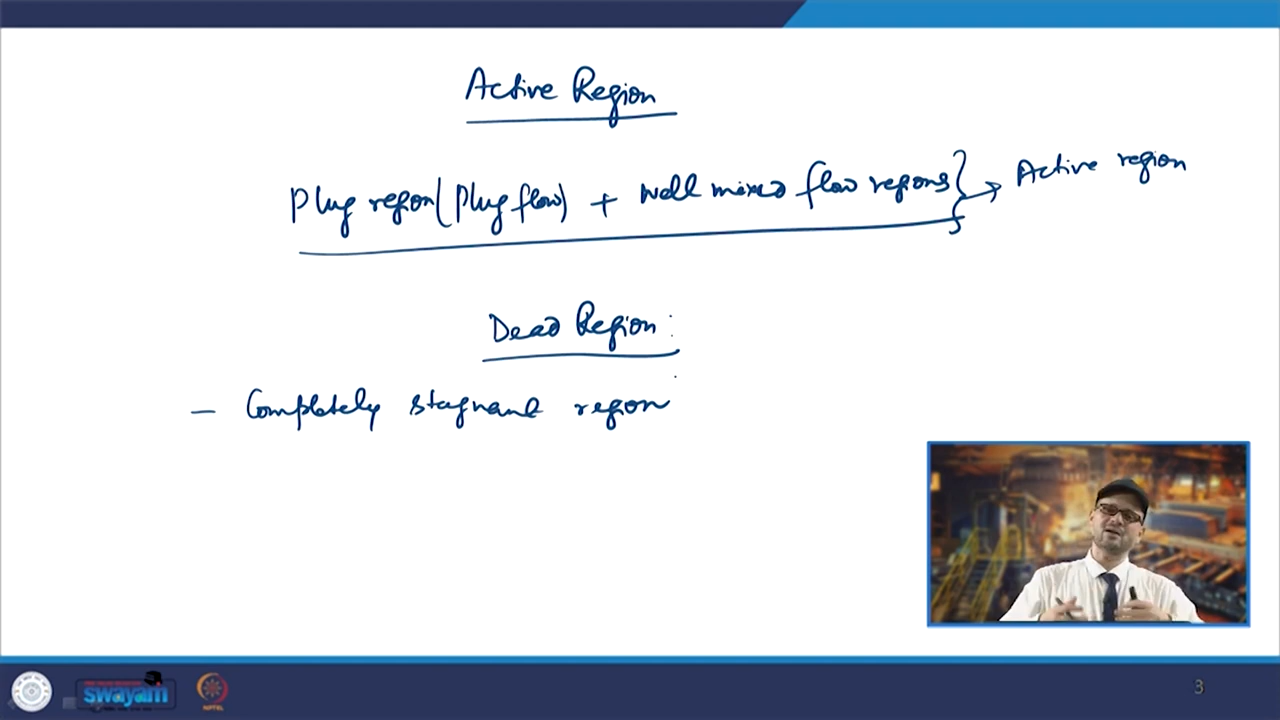 Active Region
Plug region (Plug flow) + Well mixed flow regions} → Active region
Dead Region:
- Completely stagnant region
swayam
NPTEL
3